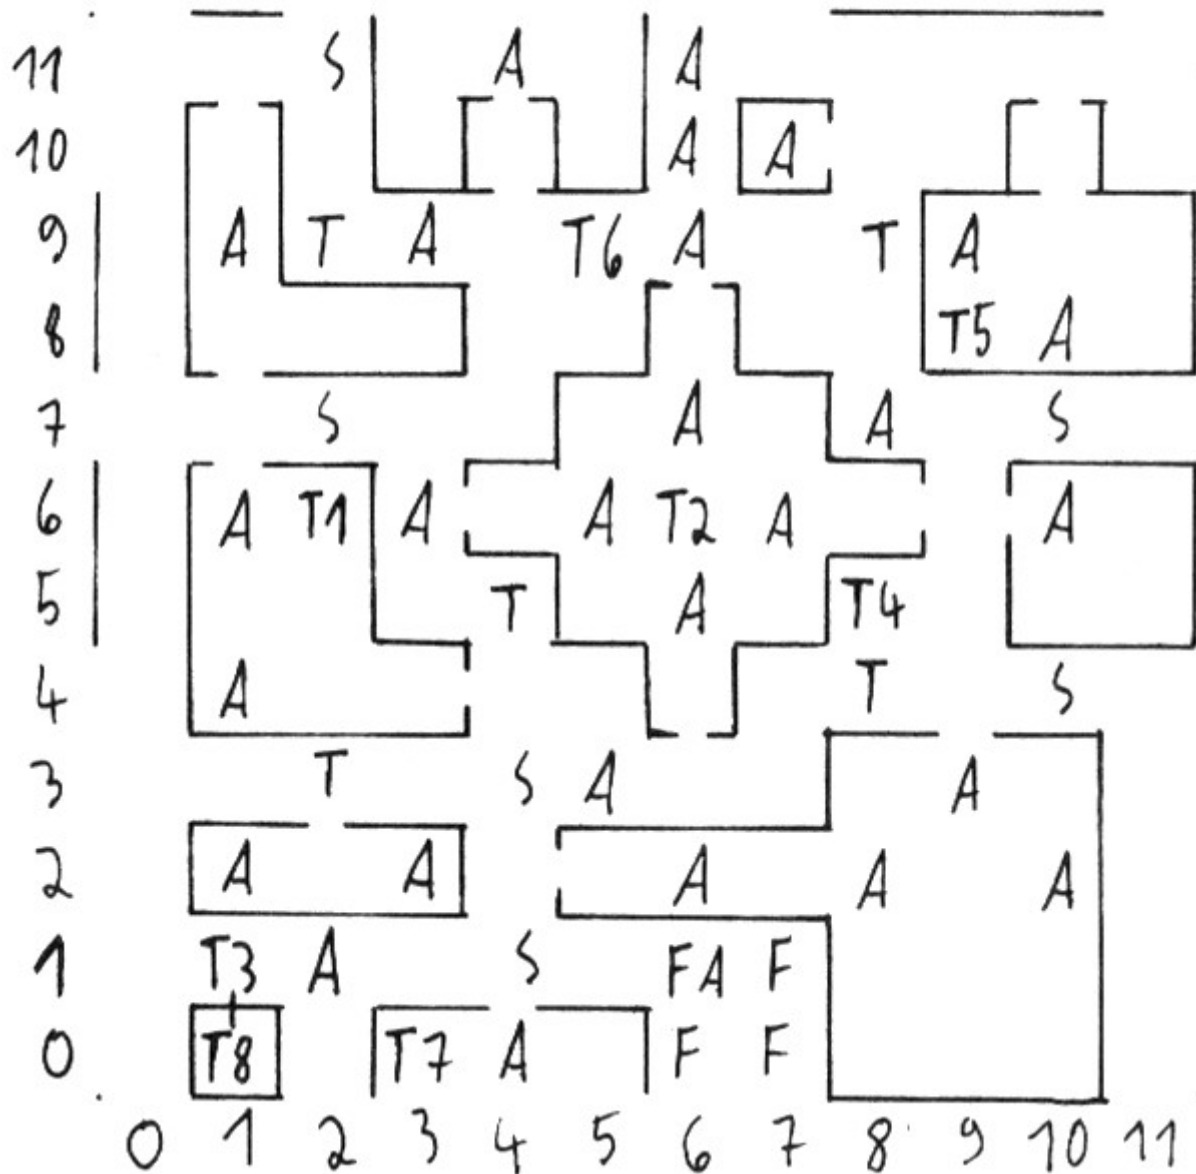 11 S A A
10 A A
9 A T A T6 A T A
8 T5 A
7 S A A S
6 A T1 A A T2 A A
5 T A T4
4 A T S
3 T S A A
2 A A A A A
1 T3 A S FA F
0 T8 T7 A F F
0 1 2 3 4 5 6 7 8 9 10 11